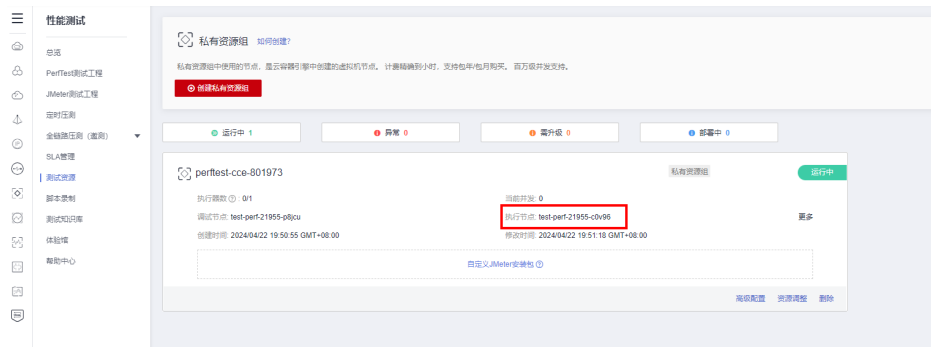 性能测试
总览
PerfTest测试工程
JMeter测试工程
定时压测
全链路压测（邀测）
SLA管理
测试资源
脚本录制
测试知识库
体验馆
帮助中心
私有资源组 如何创建?
私有资源组中使用的节点，是云容器引擎中创建的虚拟机节点。计费精确到小时，支持包年/包月购买。百万级并发支持。
创建私有资源组
运行中 1
异常 0
需升级 0
部署中 0
perftest-cce-801973
私有资源组
运行中
执行器数 : 0/1
当前并发: 0
调试节点: test-perf-21955-p8jcu
执行节点: test-perf-21955-c0v96
更多
创建时间: 2024/04/22 19:50:55 GMT+08:00
修改时间: 2024/04/22 19:51:18 GMT+08:00
自定义JMeter安装包
高级配置 资源调整 删除